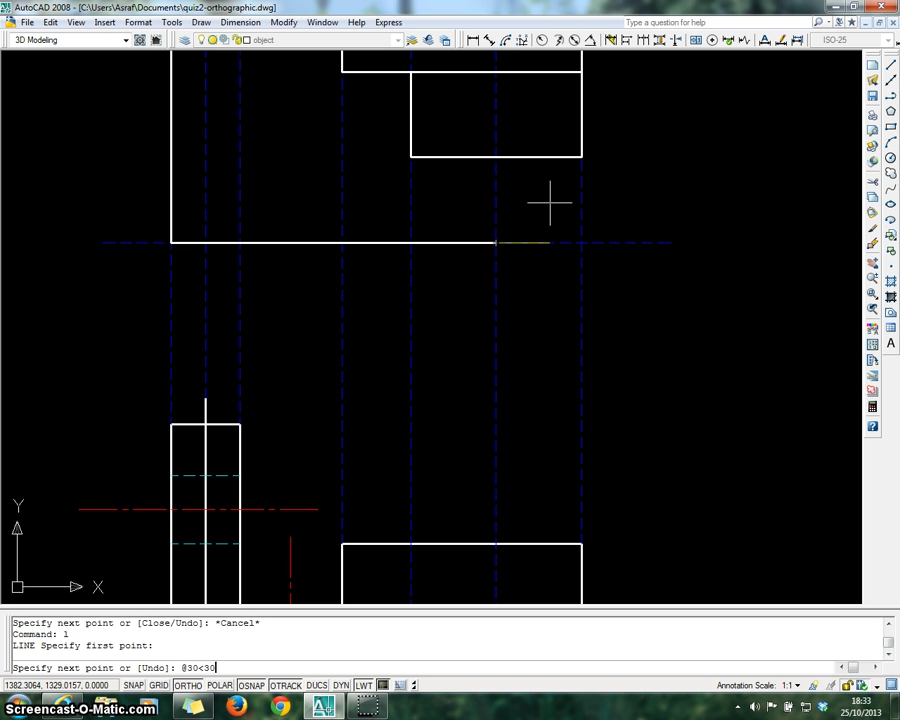 AutoCAD 2008 - [C:\Users\Asraf\Documents\quiz2-orthographic.dwg]
File Edit View Insert Format Tools Draw Dimension Modify Window Help Express
Type a question for help
3D Modeling
object
ISO-25
A
Y
X
Specify next point or [Close/Undo]: *Cancel*
Command: l
LINE Specify first point:
Specify next point or [Undo]: @30<30
1382.3064, 1329.0157, 0.0000 SNAP GRID ORTHO POLAR OSNAP OTRACK DUCS DYN LWT
Annotation Scale: 1:1
Screencast-O-Matic.com
18:33
25/10/2013